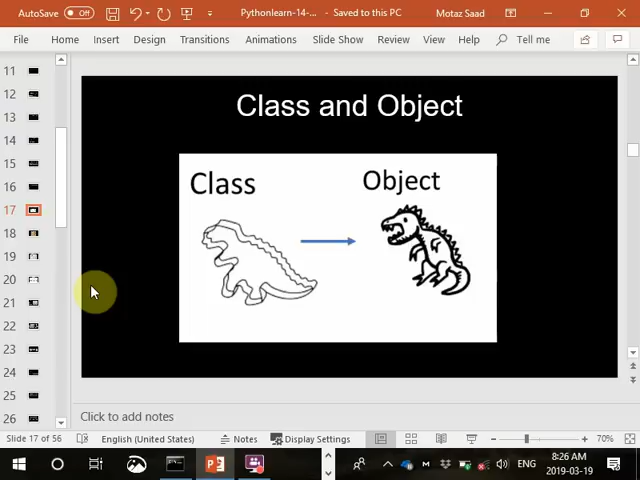 AutoSave Off Pythonlearn-14-... - Saved to this PC Motaz Saad
File Home Insert Design Transitions Animations Slide Show Review View Help Tell me
11
12
13
14
15
16
17
18
19
20
21
22
23
24
25
26
Class and Object
Class
Object
Click to add notes
Slide 17 of 56 English (United States) Notes Display Settings 70%
ENG 8:26 AM
2019-03-19